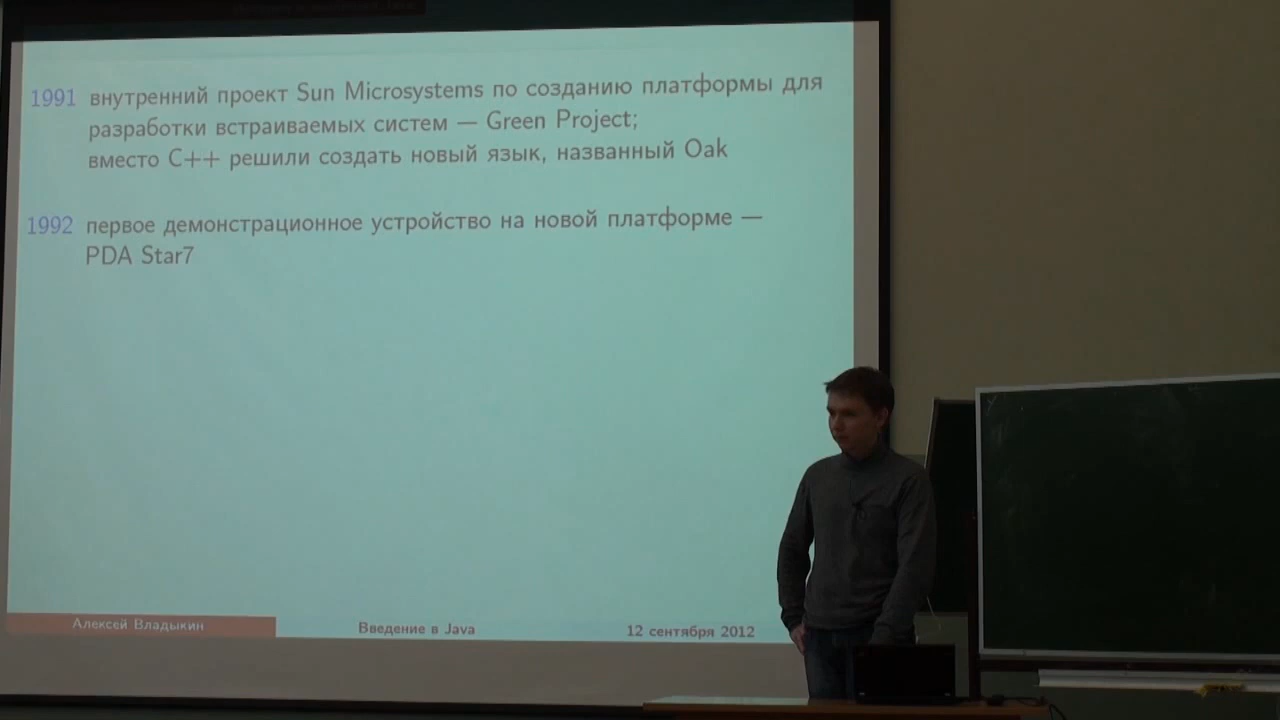 1991 внутренний проект Sun Microsystems по созданию платформы для
разработки встраиваемых систем — Green Project;
вместо C++ решили создать новый язык, названный Oak
1992 первое демонстрационное устройство на новой платформе —
PDA Star7
Алексей Владыкин Введение в Java 12 сентября 2012